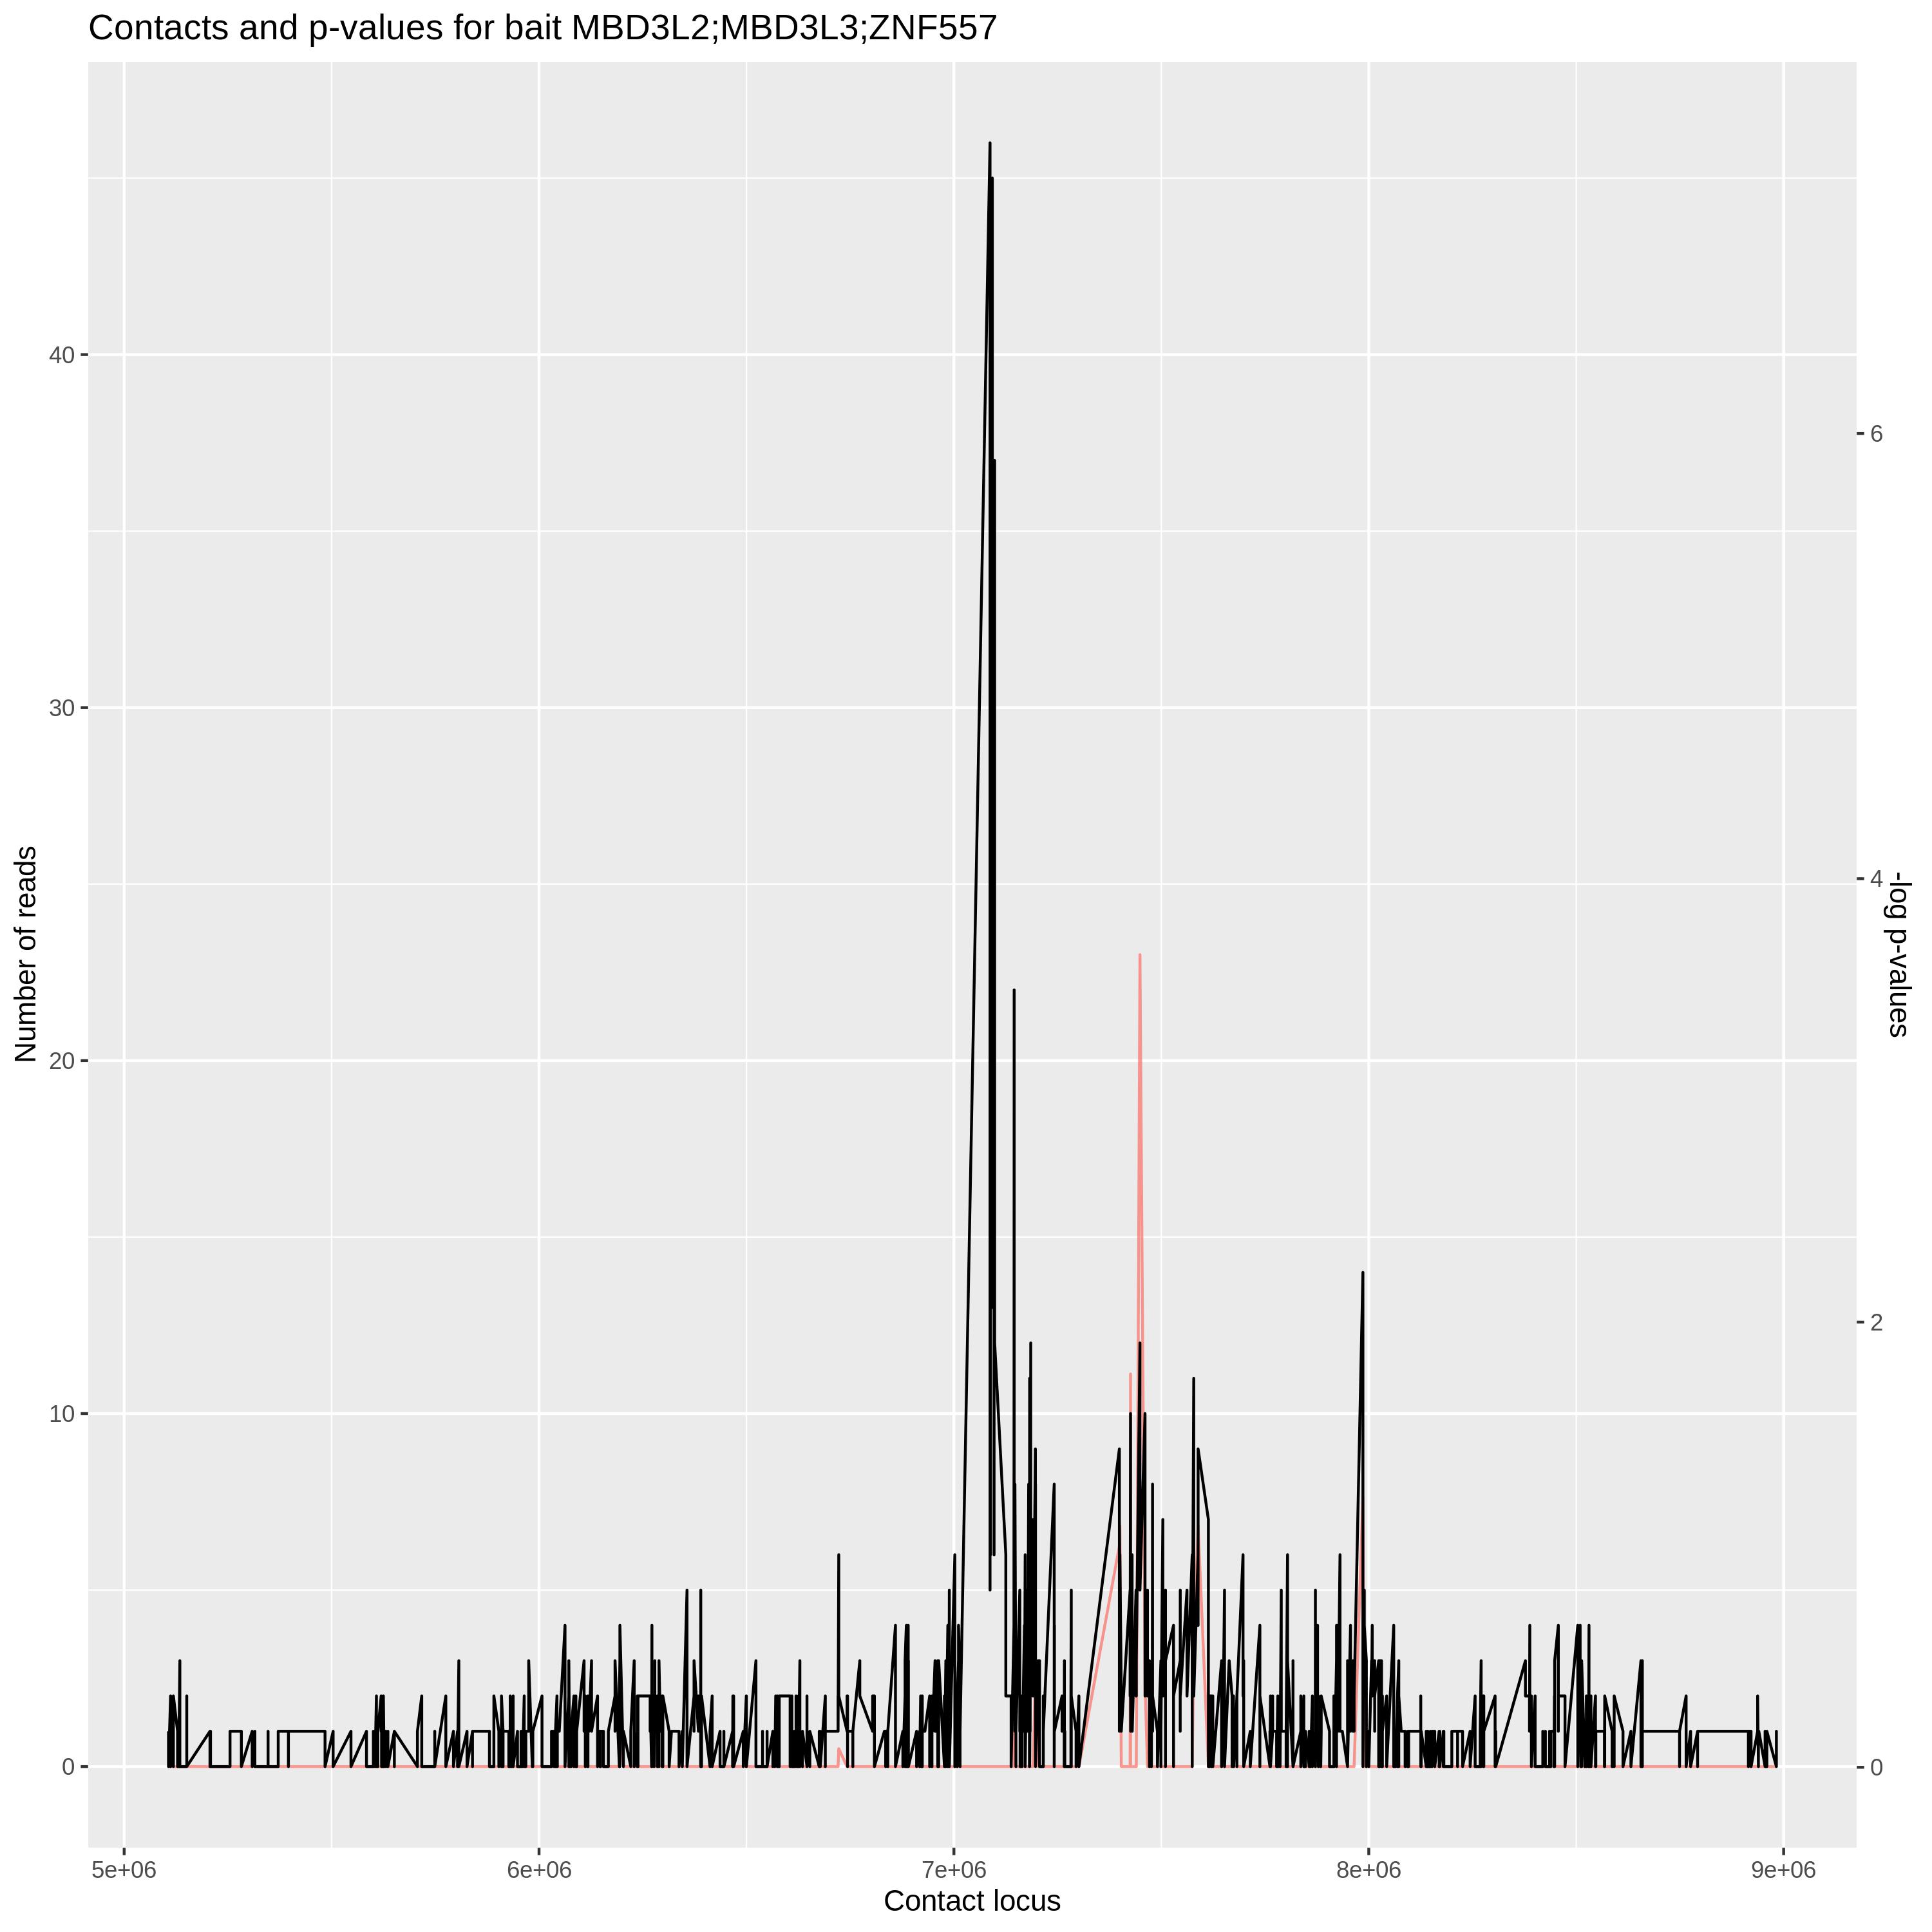 Contacts and p-values for bait MBD3L2;MBD3L3;ZNF557
Number of reads
40
30
20
10
0
6
4
2
0
-log p-values
5e+06
6e+06
7e+06
8e+06
9e+06
Contact locus